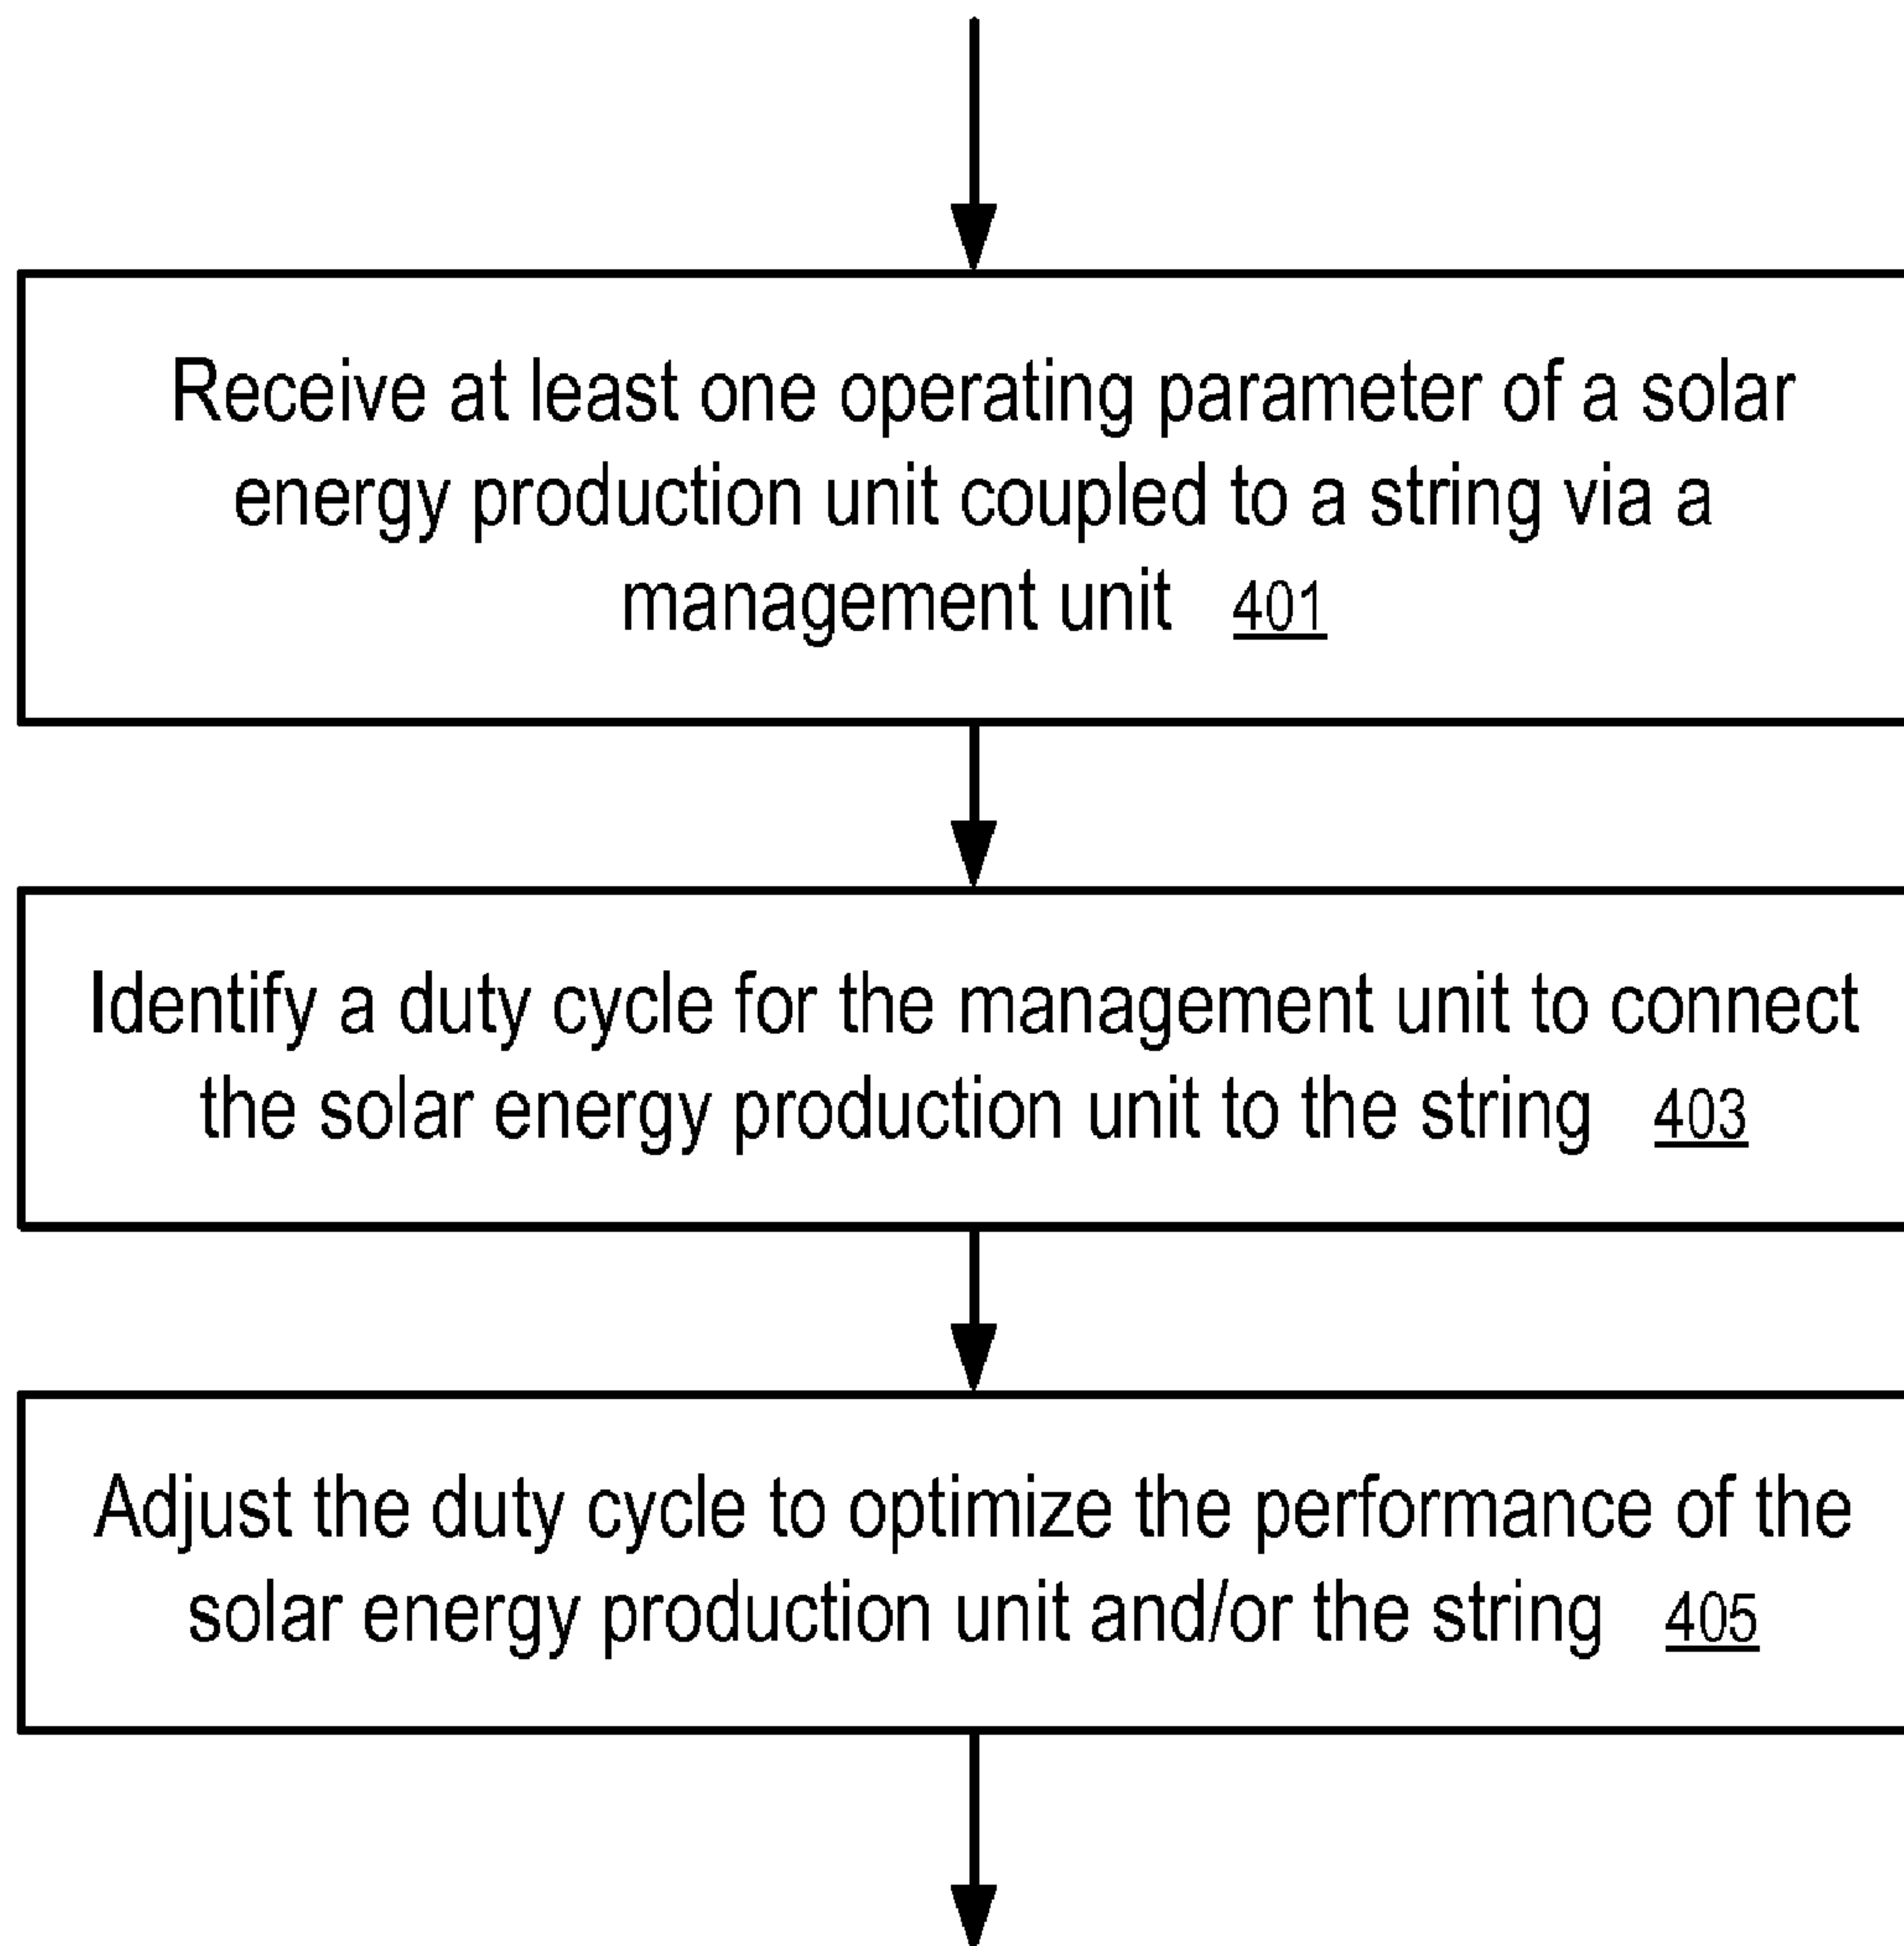 Receive at least one operating parameter of a solar
energy production unit coupled to a string via a
management unit 401
Identify a duty cycle for the management unit to connect
the solar energy production unit to the string 403
Adjust the duty cycle to optimize the performance of the
solar energy production unit and/or the string 405